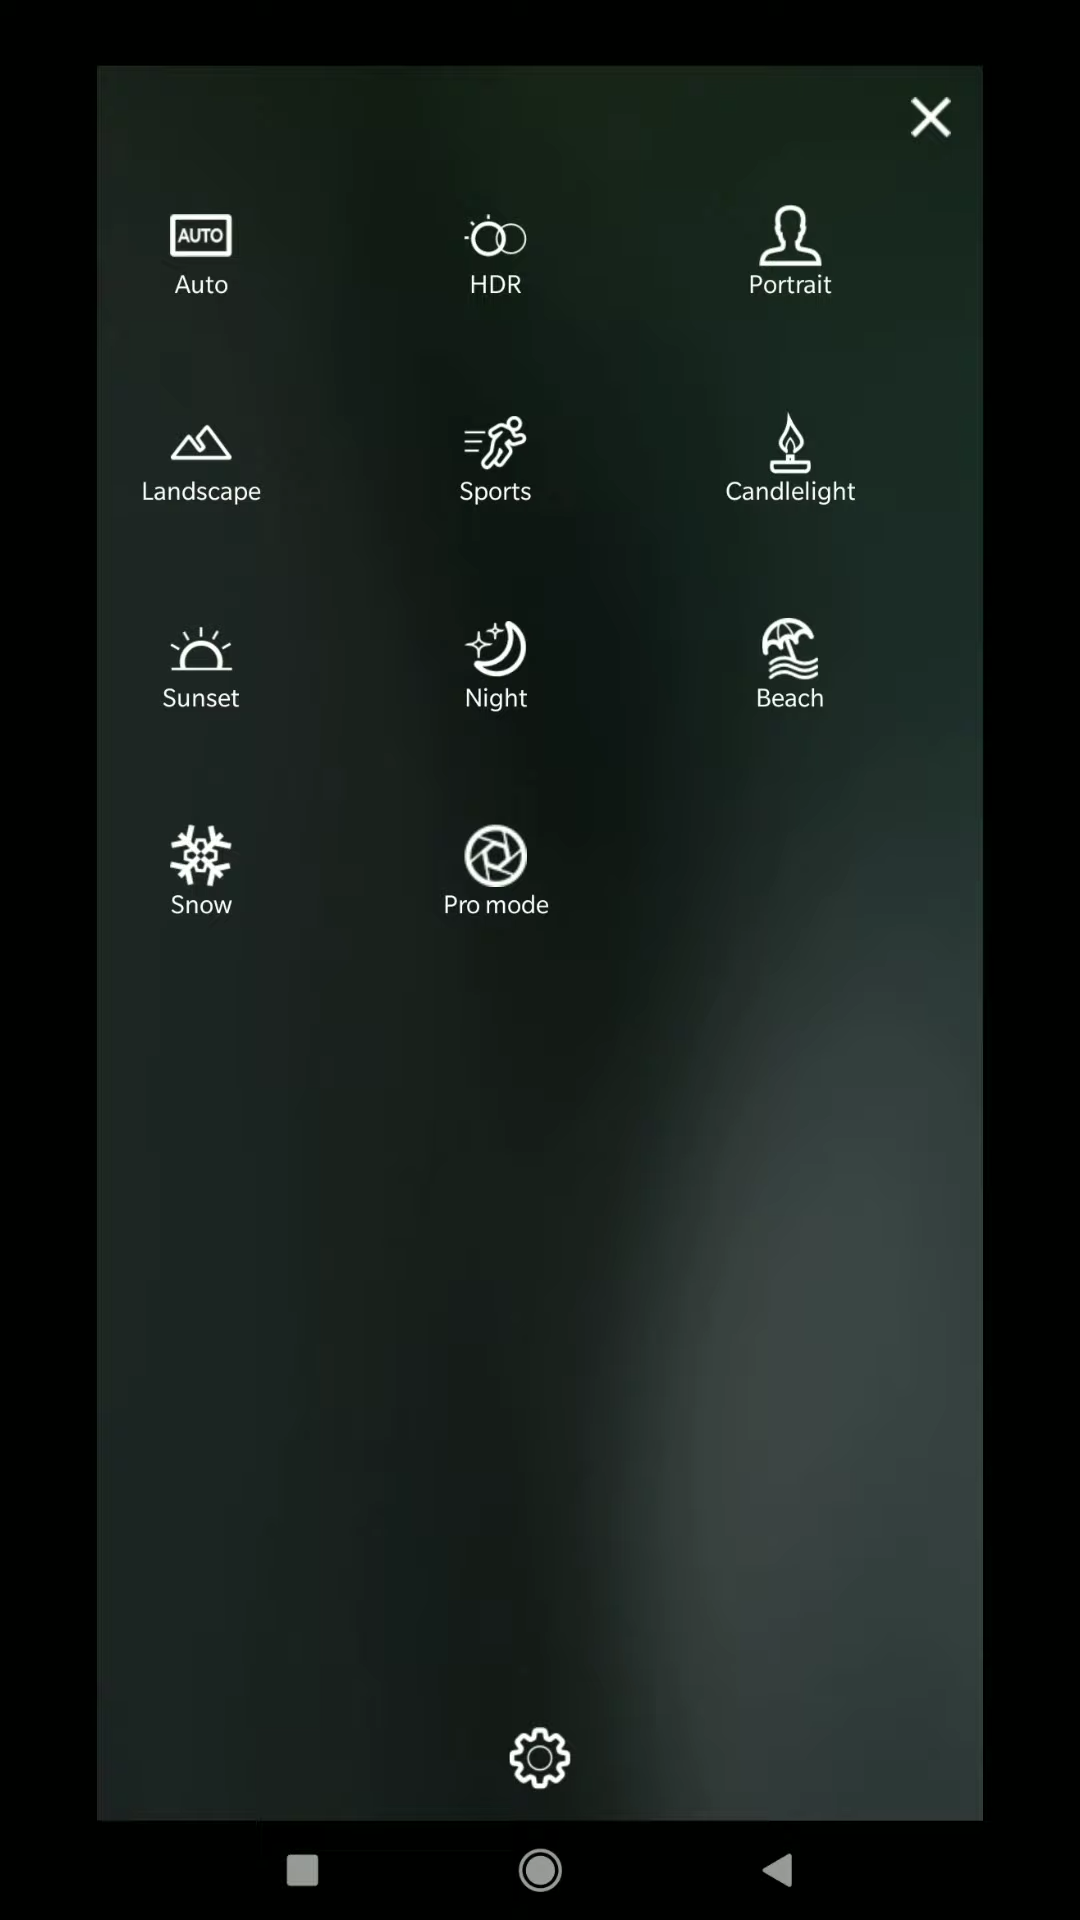 AUTO
Auto
HDR
Portrait
Landscape
Sports
Candlelight
Sunset
Night
Beach
Snow
Pro mode